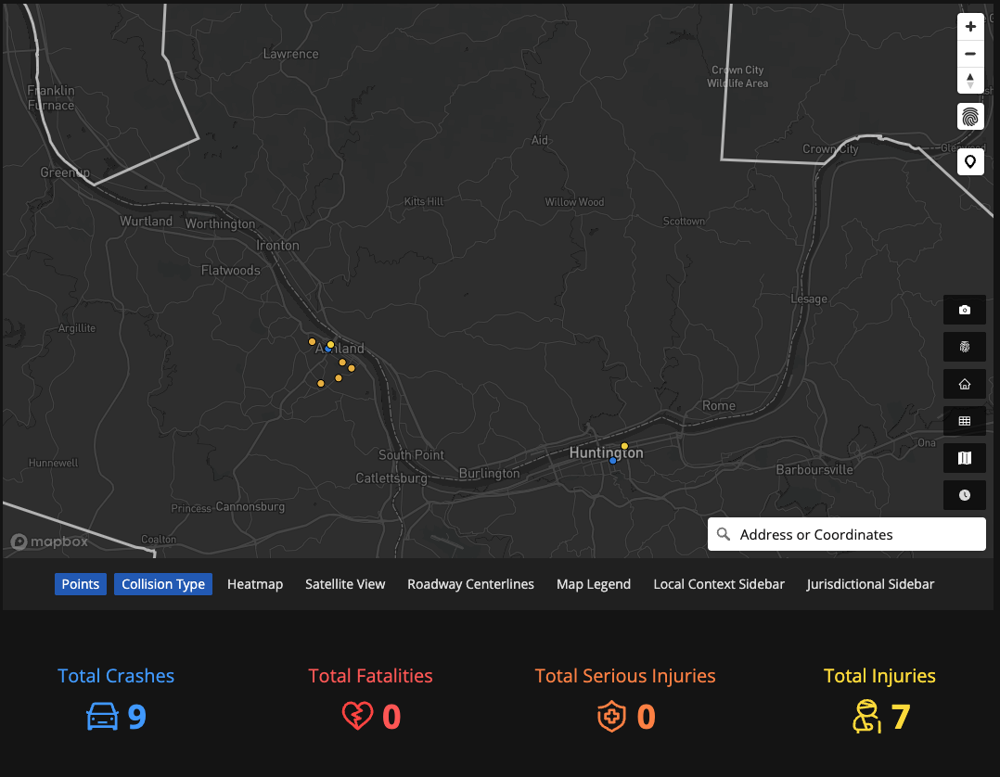 Lawrence
Crown City
Wildlife Area
Franklin
Furnace
Aid
Crown City
Glenwood
Greenup
Kitts Hill
Willow Wood
Wurtland
Worthington
Scottown
Ironton
Flatwoods
Lesage
Argillite
Ashland
Rome
Ona
South Point
Huntington
Hunnewell
Burlington
Barboursville
Catlettsburg
Princess
Cannonsburg
Coalton
mapbox
Address or Coordinates
Points Collision Type Heatmap Satellite View Roadway Centerlines Map Legend Local Context Sidebar Jurisdictional Sidebar
Total Crashes Total Fatalities Total Serious Injuries Total Injuries
9 0 0 7